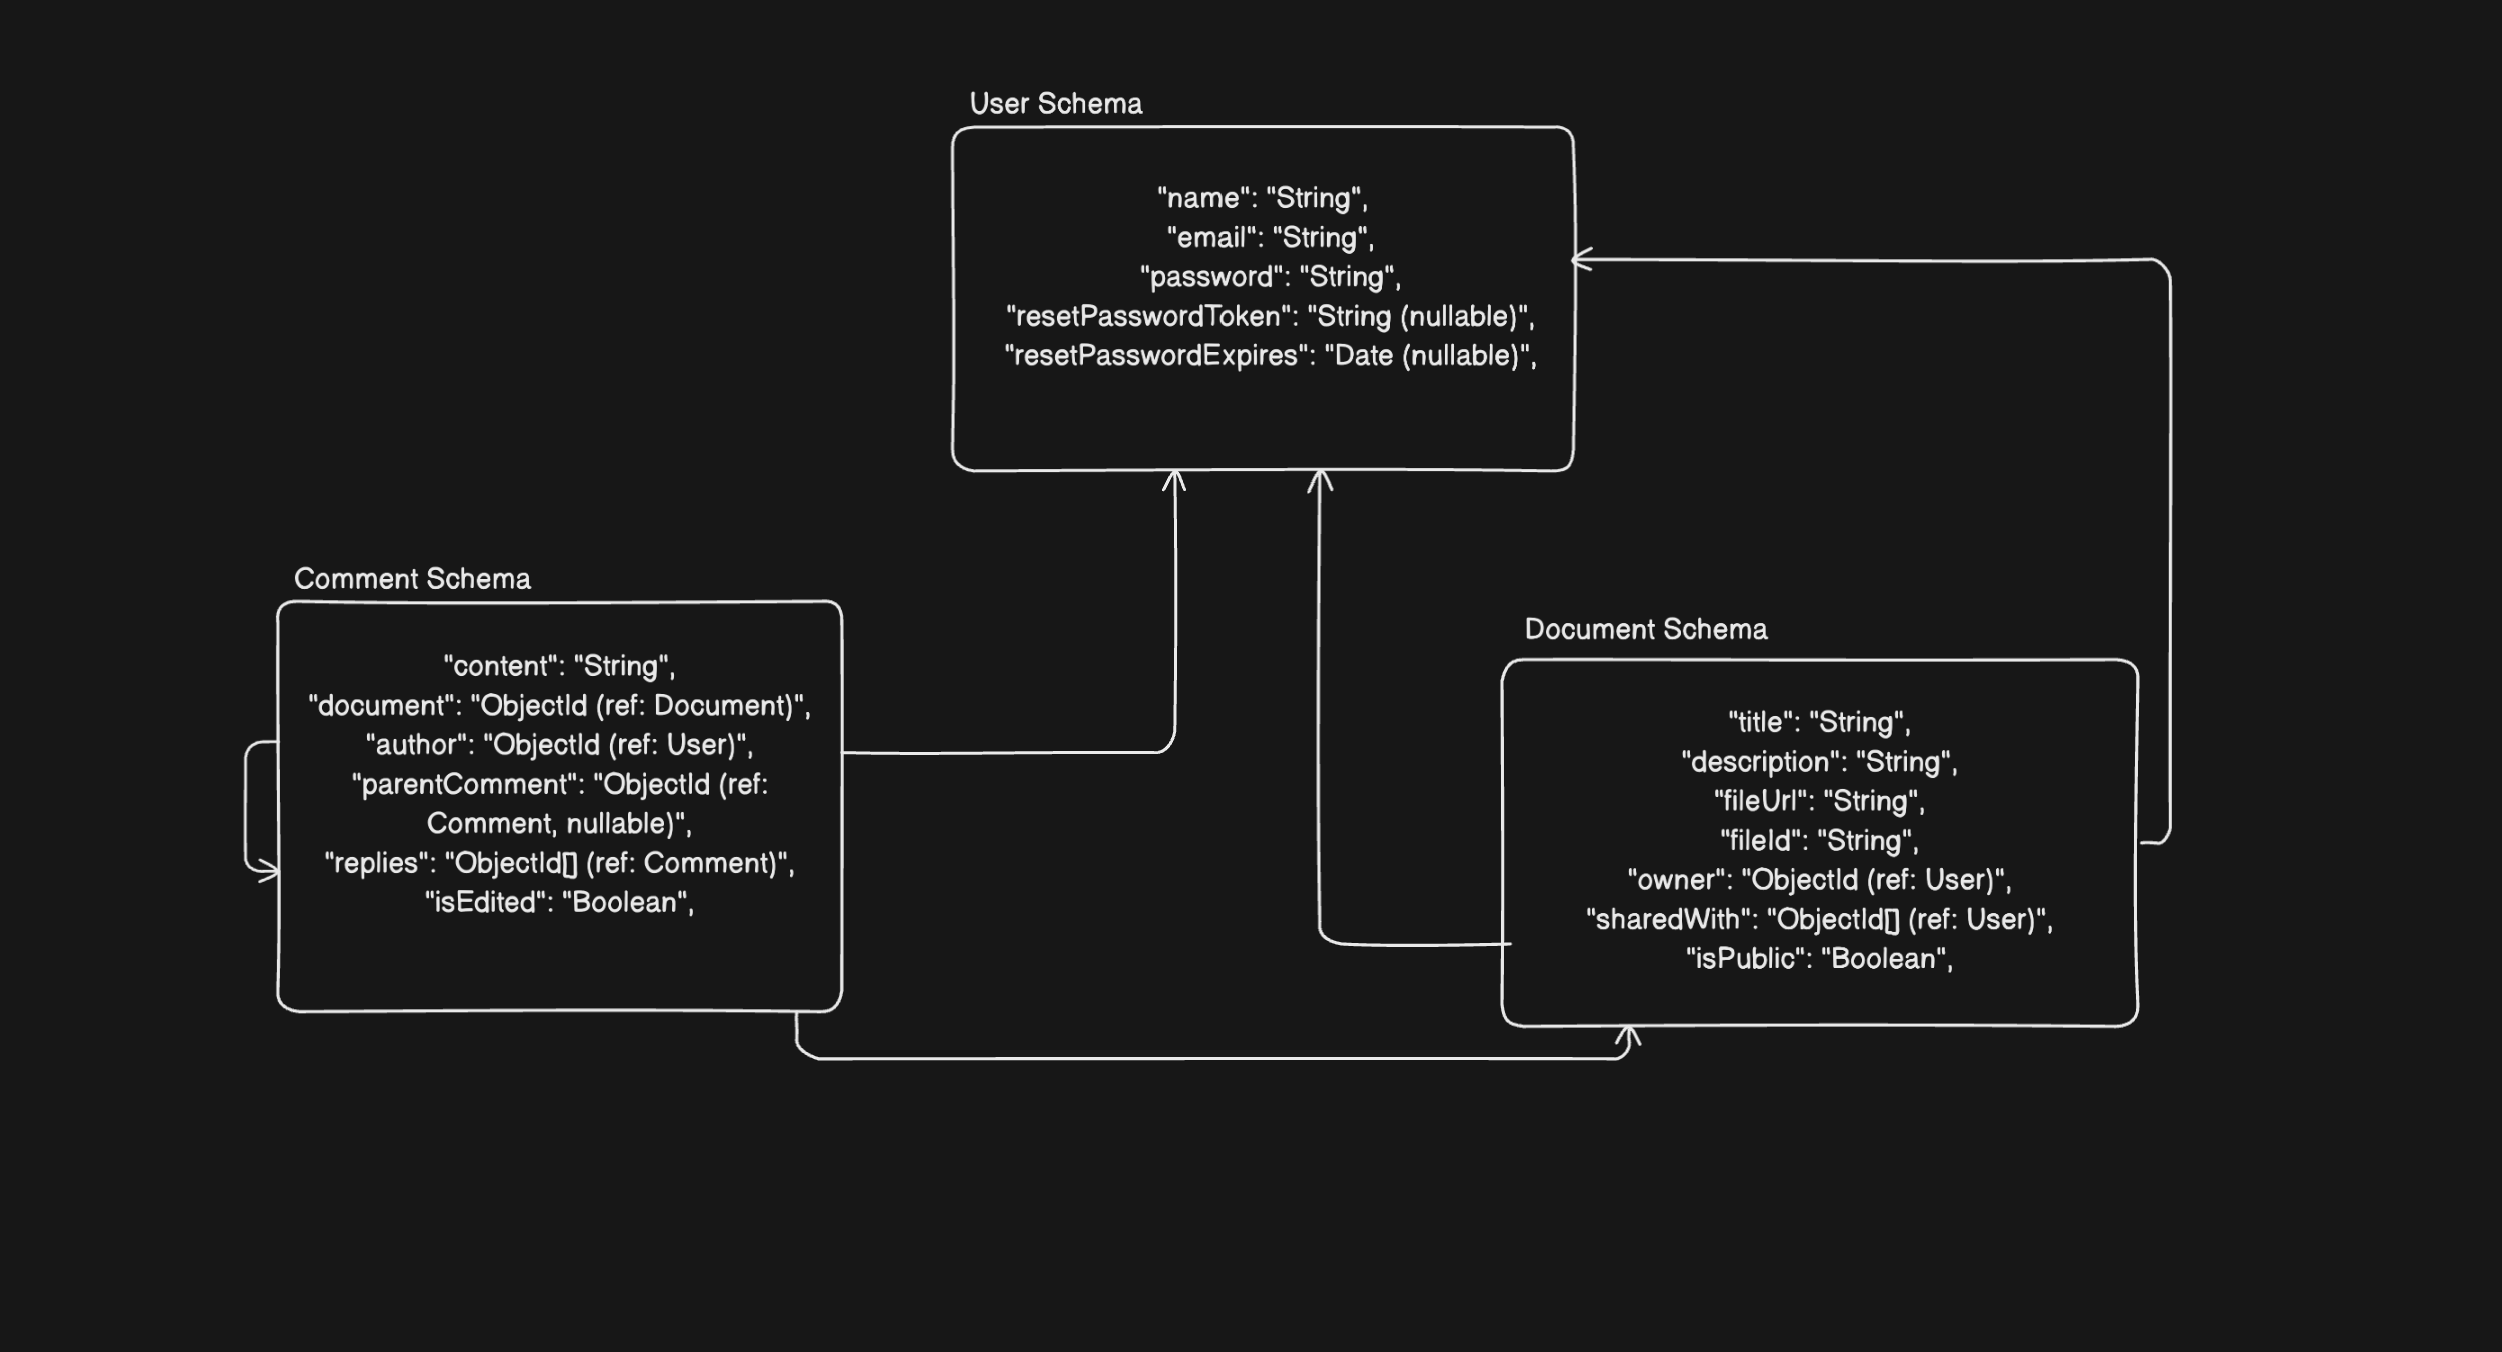 User Schema
"name": "String",
"email": "String",
"password": "String",
"resetPasswordToken": "String (nullable)",
"resetPasswordExpires": "Date (nullable)",
Comment Schema
"content": "String",
"document": "ObjectId (ref: Document)",
"author": "ObjectId (ref: User)",
"parentComment": "ObjectId (ref:
Comment, nullable)",
"replies": "ObjectId[] (ref: Comment)",
"isEdited": "Boolean",
Document Schema
"title": "String",
"description": "String",
"fileUrl": "String",
"fileId": "String",
"owner": "ObjectId (ref: User)",
"sharedWith": "ObjectId[] (ref: User)",
"isPublic": "Boolean",